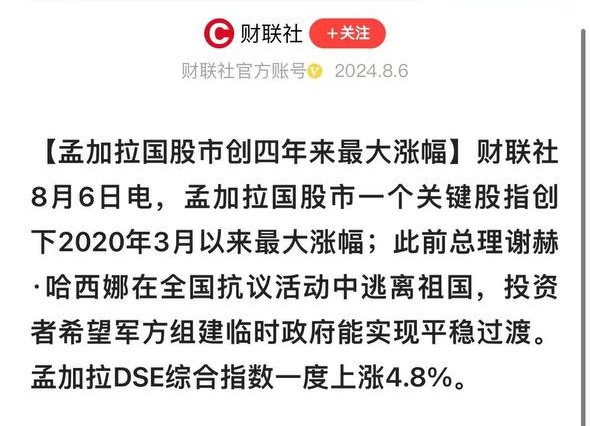 财联社 +关注
财联社官方账号 2024.8.6
【孟加拉国股市创四年来最大涨幅】财联社
8月6日电，孟加拉国股市一个关键股指创
下2020年3月以来最大涨幅；此前总理谢赫
·哈西娜在全国抗议活动中逃离祖国，投资
者希望军方组建临时政府能实现平稳过渡。
孟加拉DSE综合指数一度上涨4.8%。